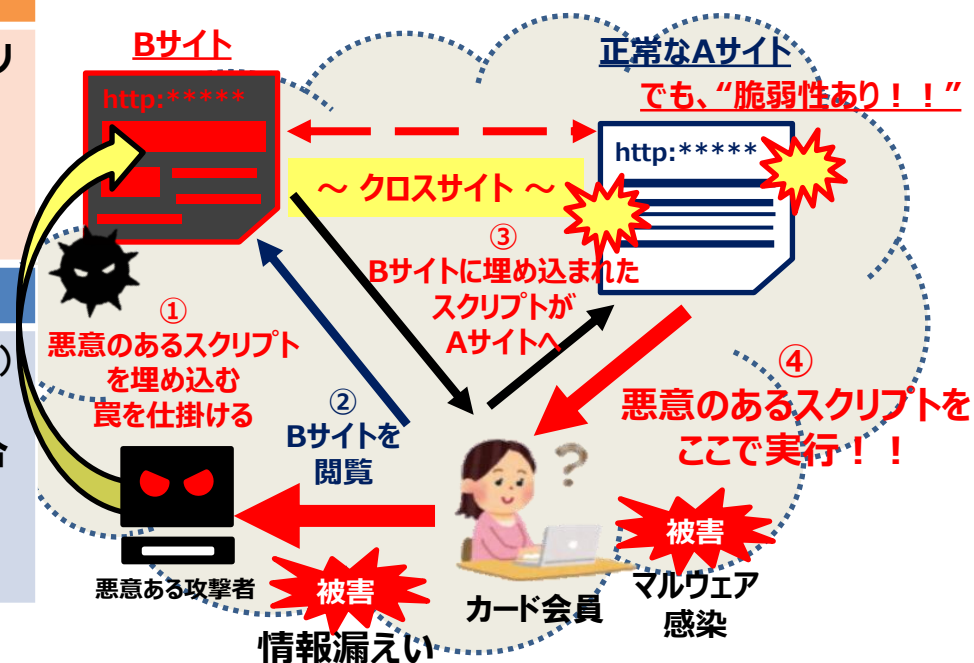 リ
）
合
Bサイト
http:*****
正常なAサイト
でも、“脆弱性あり！！”
http:*****
～ クロスサイト ～
①
悪意のあるスクリプト
を埋め込む
罠を仕掛ける
②
Bサイトを
閲覧
③
Bサイトに埋め込まれた
スクリプトが
Aサイトへ
④
悪意のあるスクリプトを
ここで実行！！
悪意ある攻撃者
被害
情報漏えい
カード会員
被害
マルウェア
感染